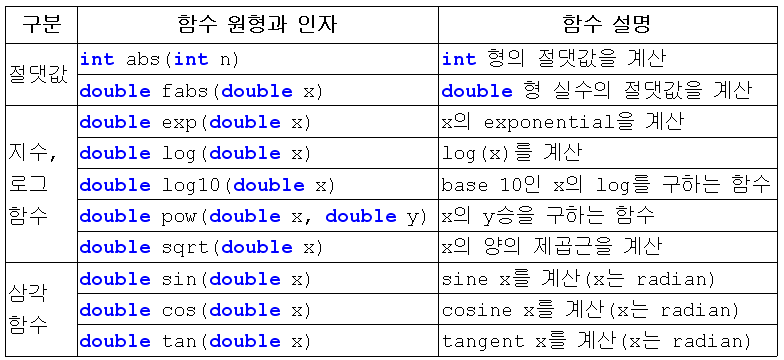 구분 함수 원형과 인자 함수 설명
절댓값
int abs(int n) int 형의 절댓값을 계산
double fabs(double x) double 형 실수의 절댓값을 계산
지수,
로그
함수
double exp(double x) x의 exponential을 계산
double log(double x) log(x)를 계산
double log10(double x) base 10인 x의 log를 구하는 함수
double pow(double x, double y) x의 y승을 구하는 함수
double sqrt(double x) x의 양의 제곱근을 계산
삼각
함수
double sin(double x) sine x를 계산(x는 radian)
double cos(double x) cosine x를 계산(x는 radian)
double tan(double x) tangent x를 계산(x는 radian)